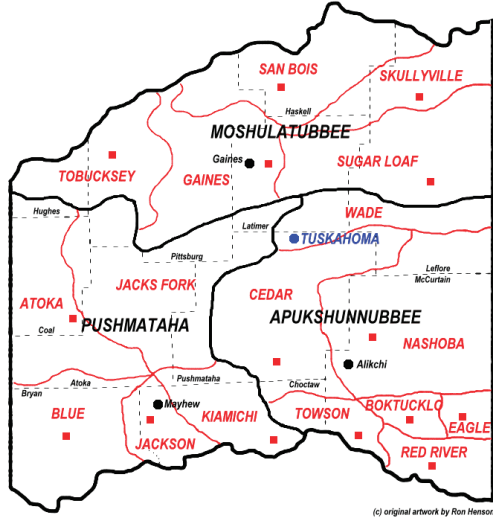 SAN BOIS
SKULLYVILLE
Haskell
MOSHULATUBBEE
Gaines
TOBUCKSEY
GAINES
SUGAR LOAF
Hughes
WADE
Latimer
TUSKAHOMA
Pittsburg
Leflore
McCurtain
JACKS FORK
CEDAR
ATOKA
APUKSHUNNUBBEE
PUSHMATAHA
Coal
NASHOBA
Alikchi
Pushmataha
Choctaw
Atoka
Bryan
Mayhew
BLUE
KIAMICHI
TOWSON
BOKTUCKLO
EAGLE
JACKSON
RED RIVER
(c) original artwork by Ron Henson